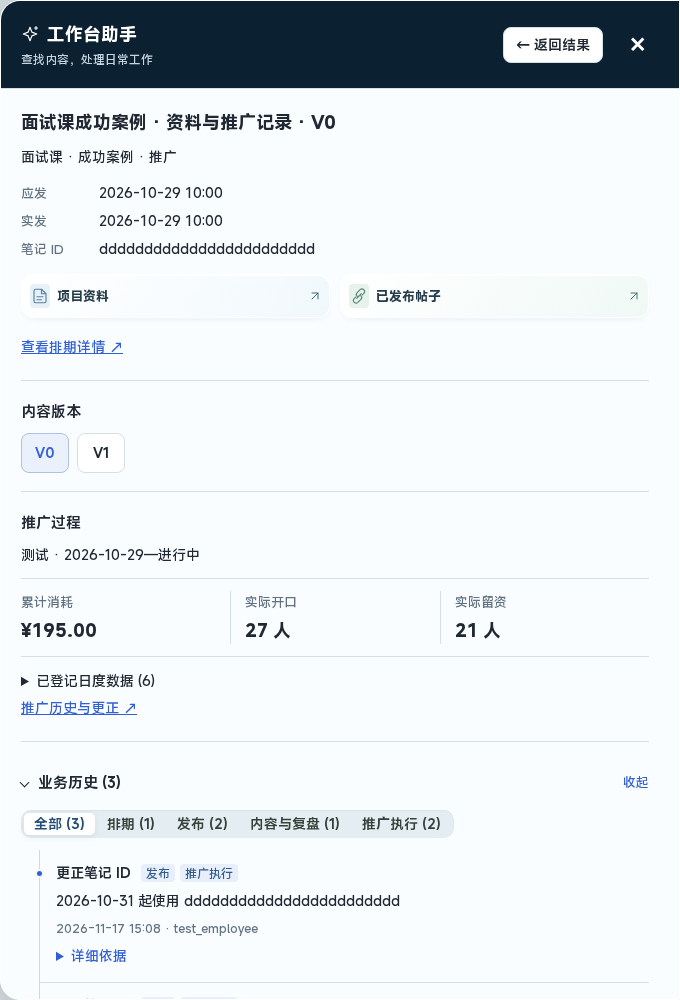 工作台助手
查找内容，处理日常工作
← 返回结果
面试课成功案例 · 资料与推广记录 · V0
面试课 · 成功案例 · 推广
应发 2026-10-29 10:00
实发 2026-10-29 10:00
笔记 ID dddddddddddddddddddddddd
项目资料
已发布帖子
查看排期详情 ↗
内容版本
V0 V1
推广过程
测试 · 2026-10-29—进行中
累计消耗 实际开口 实际留资
¥195.00 27 人 21 人
已登记日度数据 (6)
推广历史与更正 ↗
业务历史 (3) 收起
全部 (3) 排期 (1) 发布 (2) 内容与复盘 (1) 推广执行 (2)
更正笔记 ID 发布 推广执行
2026-10-31 起使用 dddddddddddddddddddddddd
2026-11-17 15:08 · test_employee
详细依据